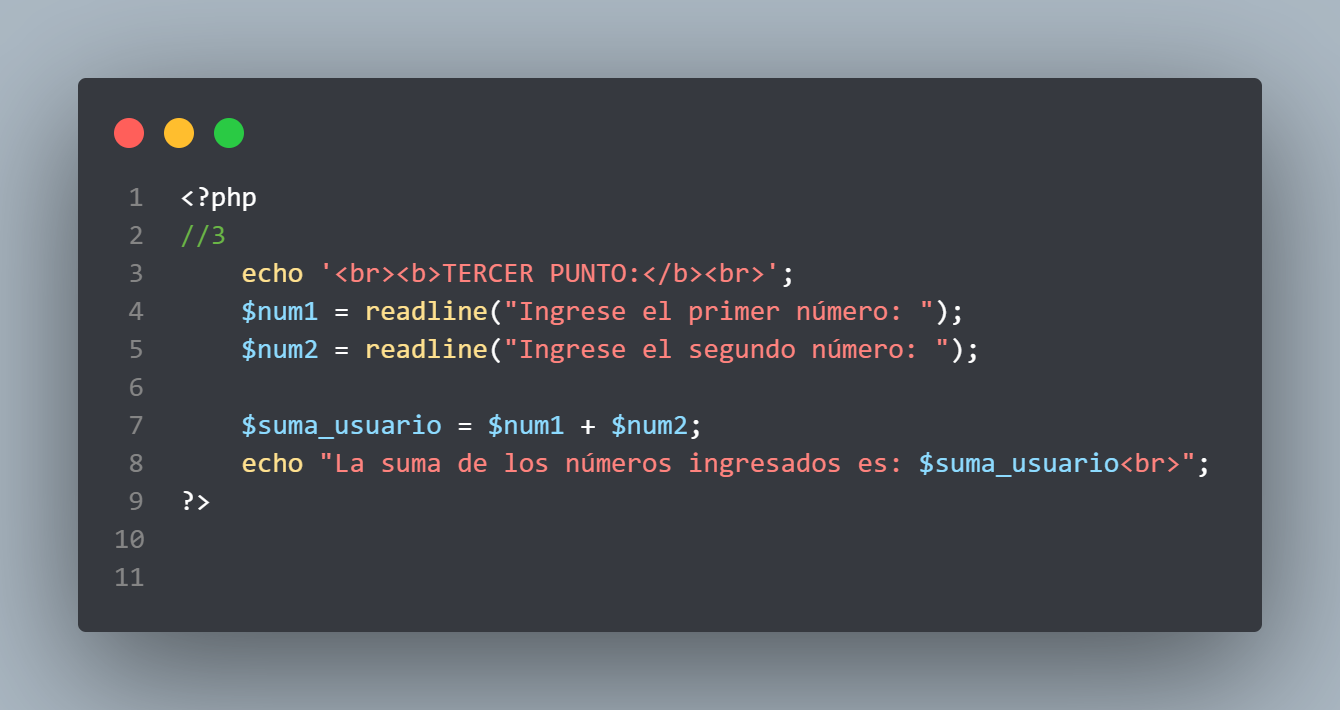 1 <?php
2 //3
3     echo '<br><b>TERCER PUNTO:</b><br>';
4     $num1 = readline("Ingrese el primer número: ");
5     $num2 = readline("Ingrese el segundo número: ");
6
7     $suma_usuario = $num1 + $num2;
8     echo "La suma de los números ingresados es: $suma_usuario<br>";
9 ?>
10
11